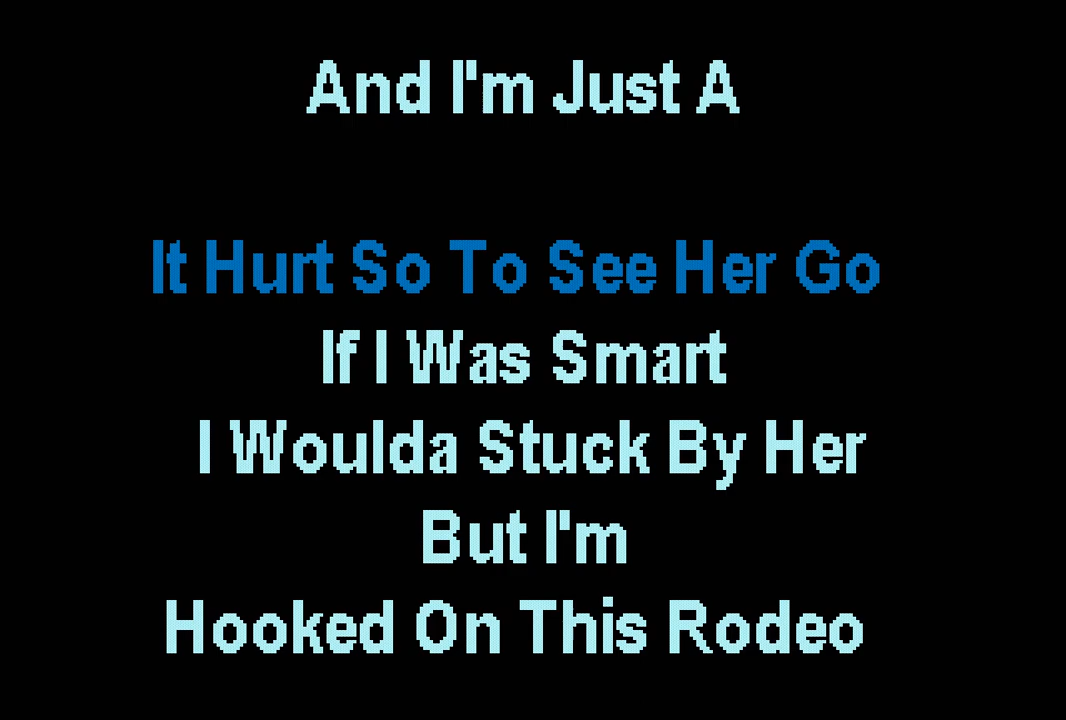 And I'm Just A
It Hurt So To See Her Go
If I Was Smart
I Woulda Stuck By Her
But I'm
Hooked On This Rodeo